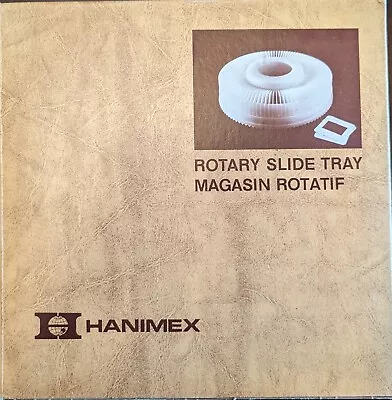 ROTARY SLIDE TRAY
MAGASIN ROTATIF
HANIMEX